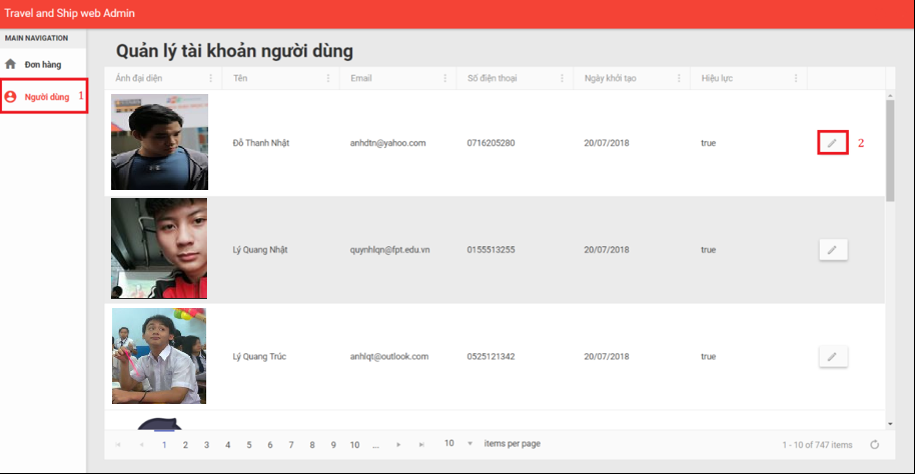 Travel and Ship web Admin
MAIN NAVIGATION
Đơn hàng
Người dùng 1
Quản lý tài khoản người dùng
Ảnh đại diện Tên Email Số điện thoại Ngày khởi tạo Hiệu lực
Đỗ Thanh Nhật anhdtn@yahoo.com 0716205280 20/07/2018 true 2
Lý Quang Nhật quynhlqn@fpt.edu.vn 0155513255 20/07/2018 true
Lý Quang Trúc anhlqt@outlook.com 0525121342 20/07/2018 true
1 2 3 4 5 6 7 8 9 10 ... 10 items per page 1 - 10 of 747 items